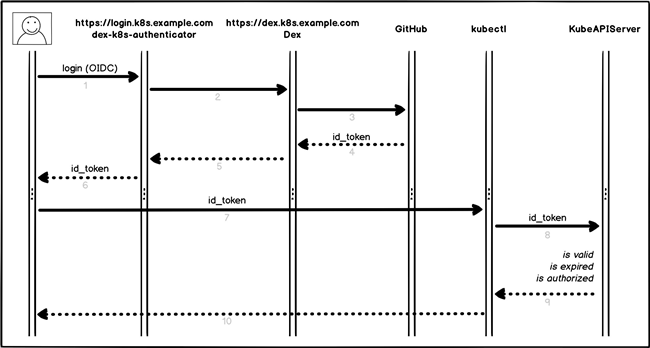 https://login.k8s.example.com
dex-k8s-authenticator
https://dex.k8s.example.com
Dex
GitHub
kubectl
KubeAPIServer
login (OIDC)
1
2
3
id_token
4
5
id_token
6
id_token
7
id_token
8
is valid
is expired
is authorized
9
10